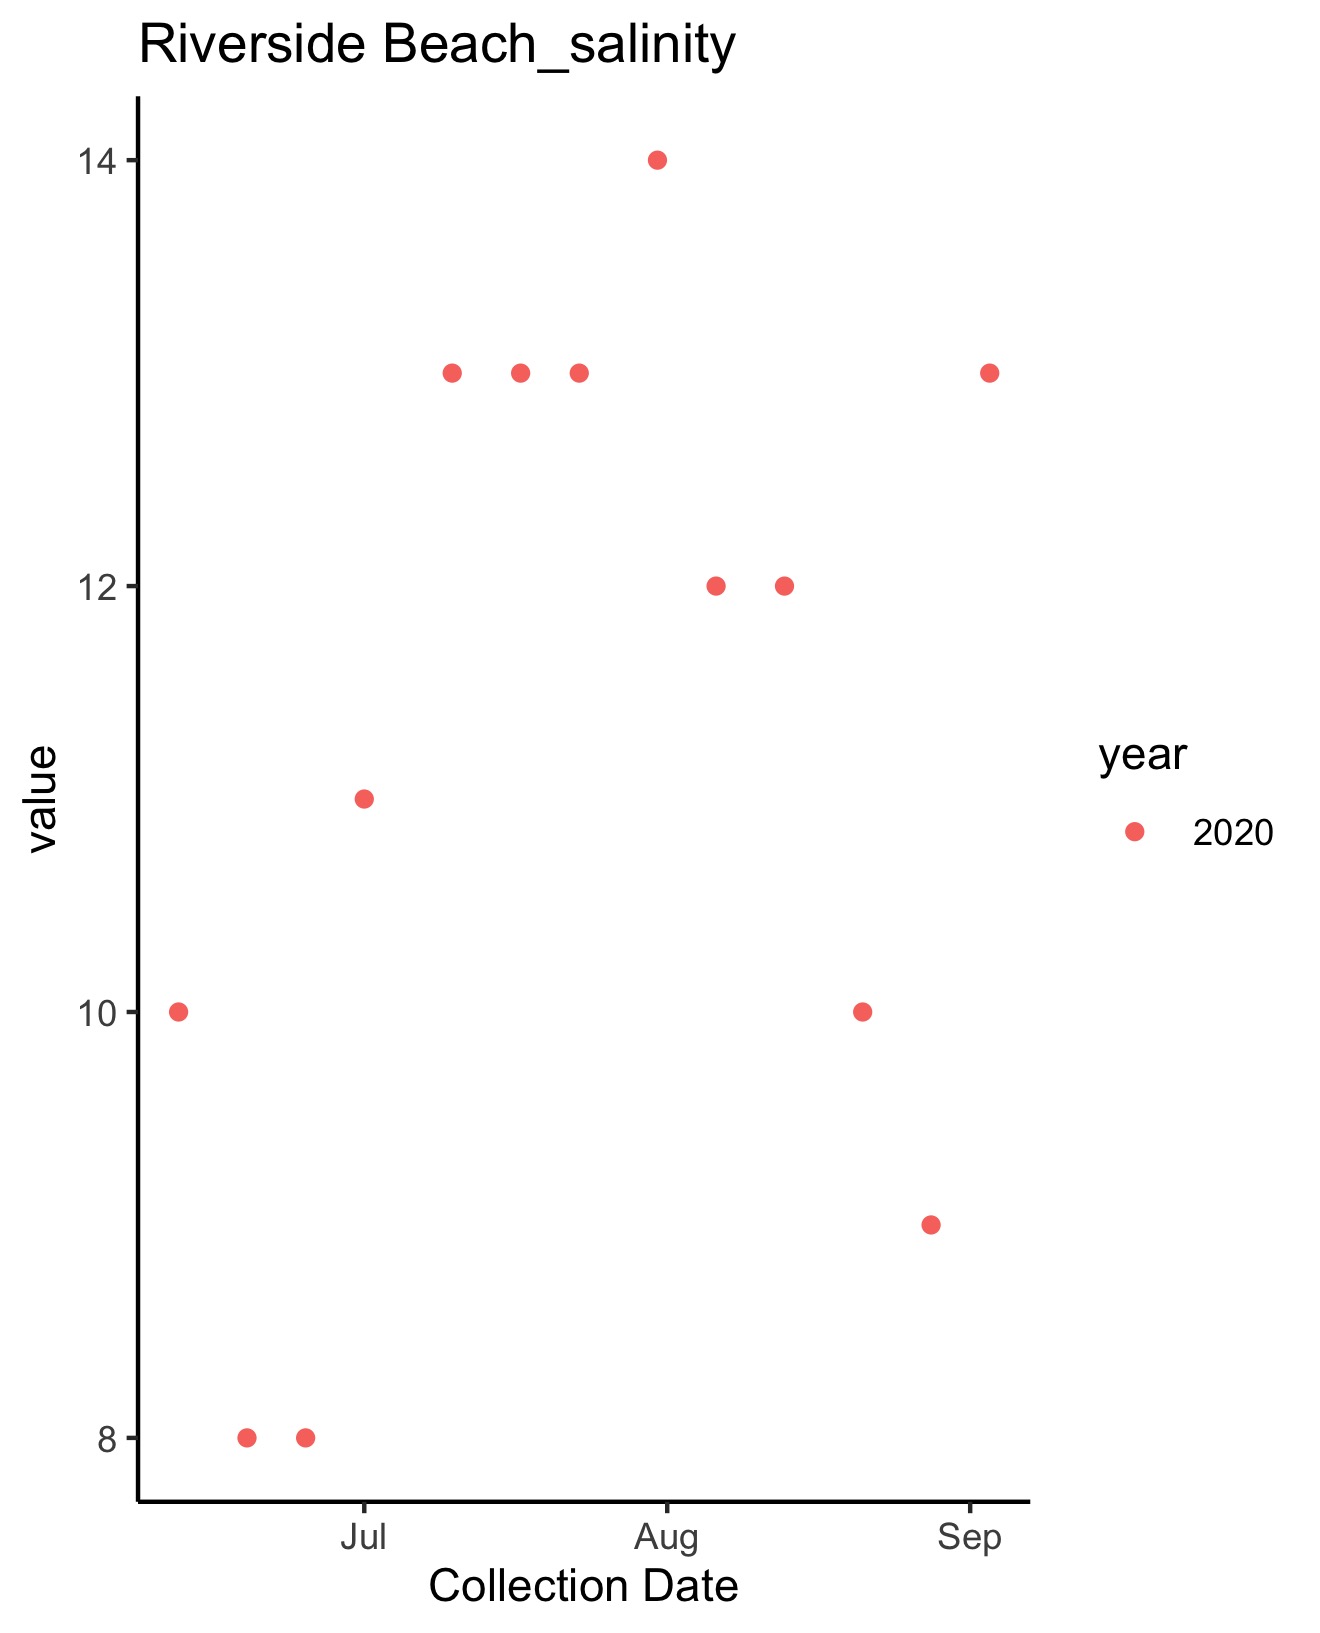 Riverside Beach_salinity
14
12
10
8
value
Jul
Aug
Sep
Collection Date
year
2020